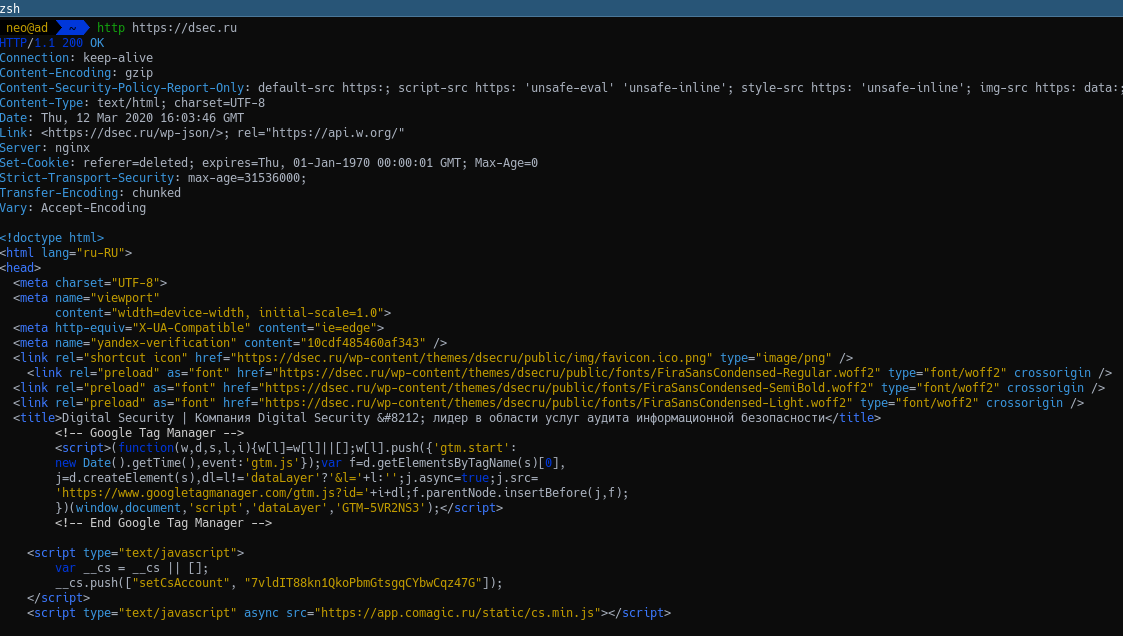 zsh
neo@ad ~ http https://dsec.ru
HTTP/1.1 200 OK
Connection: keep-alive
Content-Encoding: gzip
Content-Security-Policy-Report-Only: default-src https:; script-src https: 'unsafe-eval' 'unsafe-inline'; style-src https: 'unsafe-inline'; img-src https: data:;
Content-Type: text/html; charset=UTF-8
Date: Thu, 12 Mar 2020 16:03:46 GMT
Link: <https://dsec.ru/wp-json/>; rel="https://api.w.org/"
Server: nginx
Set-Cookie: referer=deleted; expires=Thu, 01-Jan-1970 00:00:01 GMT; Max-Age=0
Strict-Transport-Security: max-age=31536000;
Transfer-Encoding: chunked
Vary: Accept-Encoding
<!doctype html>
<html lang="ru-RU">
<head>
<meta charset="UTF-8">
<meta name="viewport"
content="width=device-width, initial-scale=1.0">
<meta http-equiv="X-UA-Compatible" content="ie=edge">
<meta name="yandex-verification" content="10cdf485460af343" />
<link rel="shortcut icon" href="https://dsec.ru/wp-content/themes/dsecru/public/img/favicon.ico.png" type="image/png" />
<link rel="preload" as="font" href="https://dsec.ru/wp-content/themes/dsecru/public/fonts/FiraSansCondensed-Regular.woff2" type="font/woff2" crossorigin />
<link rel="preload" as="font" href="https://dsec.ru/wp-content/themes/dsecru/public/fonts/FiraSansCondensed-SemiBold.woff2" type="font/woff2" crossorigin />
<link rel="preload" as="font" href="https://dsec.ru/wp-content/themes/dsecru/public/fonts/FiraSansCondensed-Light.woff2" type="font/woff2" crossorigin />
<title>Digital Security | Компания Digital Security &#8212; лидер в области услуг аудита информационной безопасности</title>
<!-- Google Tag Manager -->
<script>(function(w,d,s,l,i){w[l]=w[l]||[];w[l].push({'gtm.start':
new Date().getTime(),event:'gtm.js'});var f=d.getElementsByTagName(s)[0],
j=d.createElement(s),dl=l!='dataLayer'?'&l='+l:'';j.async=true;j.src=
'https://www.googletagmanager.com/gtm.js?id='+i+dl;f.parentNode.insertBefore(j,f);
})(window,document,'script','dataLayer','GTM-5VR2NS3');</script>
<!-- End Google Tag Manager -->
<script type="text/javascript">
var __cs = __cs || [];
__cs.push(["setCsAccount", "7vldIT88kn1QkoPbmGtsgqCYbwCqz47G"]);
</script>
<script type="text/javascript" async src="https://app.comagic.ru/static/cs.min.js"></script>